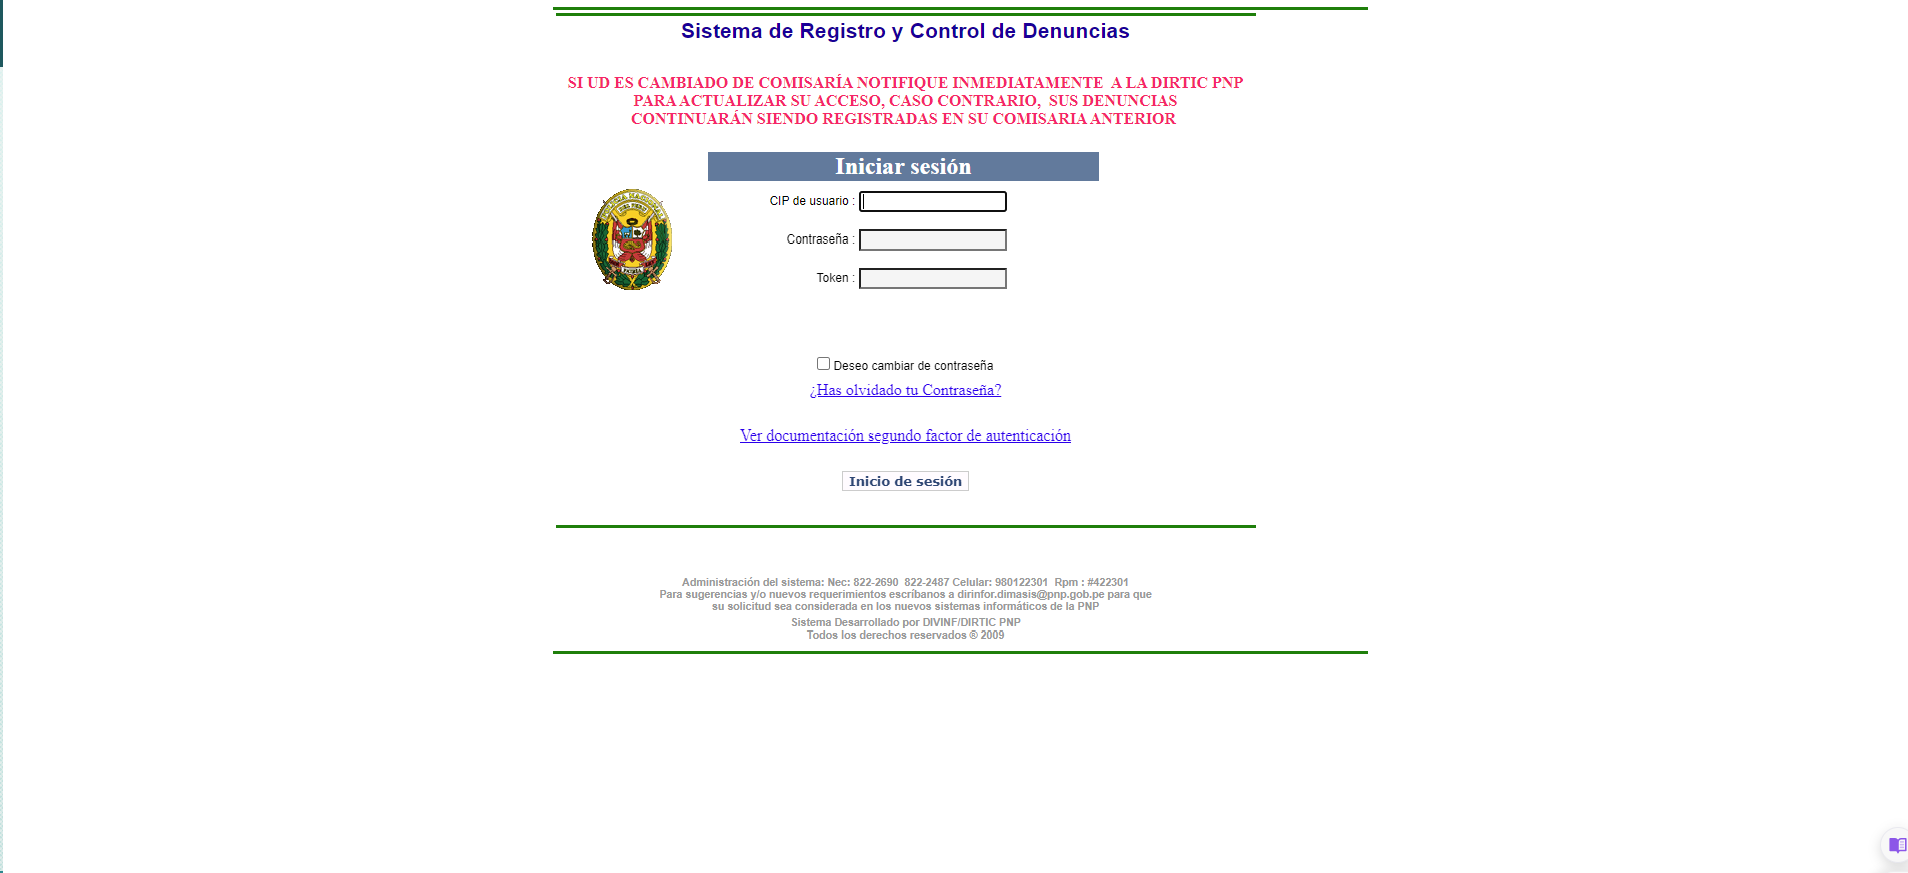 Sistema de Registro y Control de Denuncias
SI UD ES CAMBIADO DE COMISARÍA NOTIFIQUE INMEDIATAMENTE  A LA DIRTIC PNP
PARA ACTUALIZAR SU ACCESO, CASO CONTRARIO,  SUS DENUNCIAS
CONTINUARÁN SIENDO REGISTRADAS EN SU COMISARIA ANTERIOR
Iniciar sesión
CIP de usuario :
Contraseña :
Token :
Deseo cambiar de contraseña
¿Has olvidado tu Contraseña?
Ver documentación segundo factor de autenticación
Inicio de sesión
Administración del sistema: Nec: 822-2690  822-2487 Celular: 980122301  Rpm : #422301
Para sugerencias y/o nuevos requerimientos escríbanos a dirinfor.dimasis@pnp.gob.pe para que
su solicitud sea considerada en los nuevos sistemas informáticos de la PNP
Sistema Desarrollado por DIVINF/DIRTIC PNP
Todos los derechos reservados ® 2009